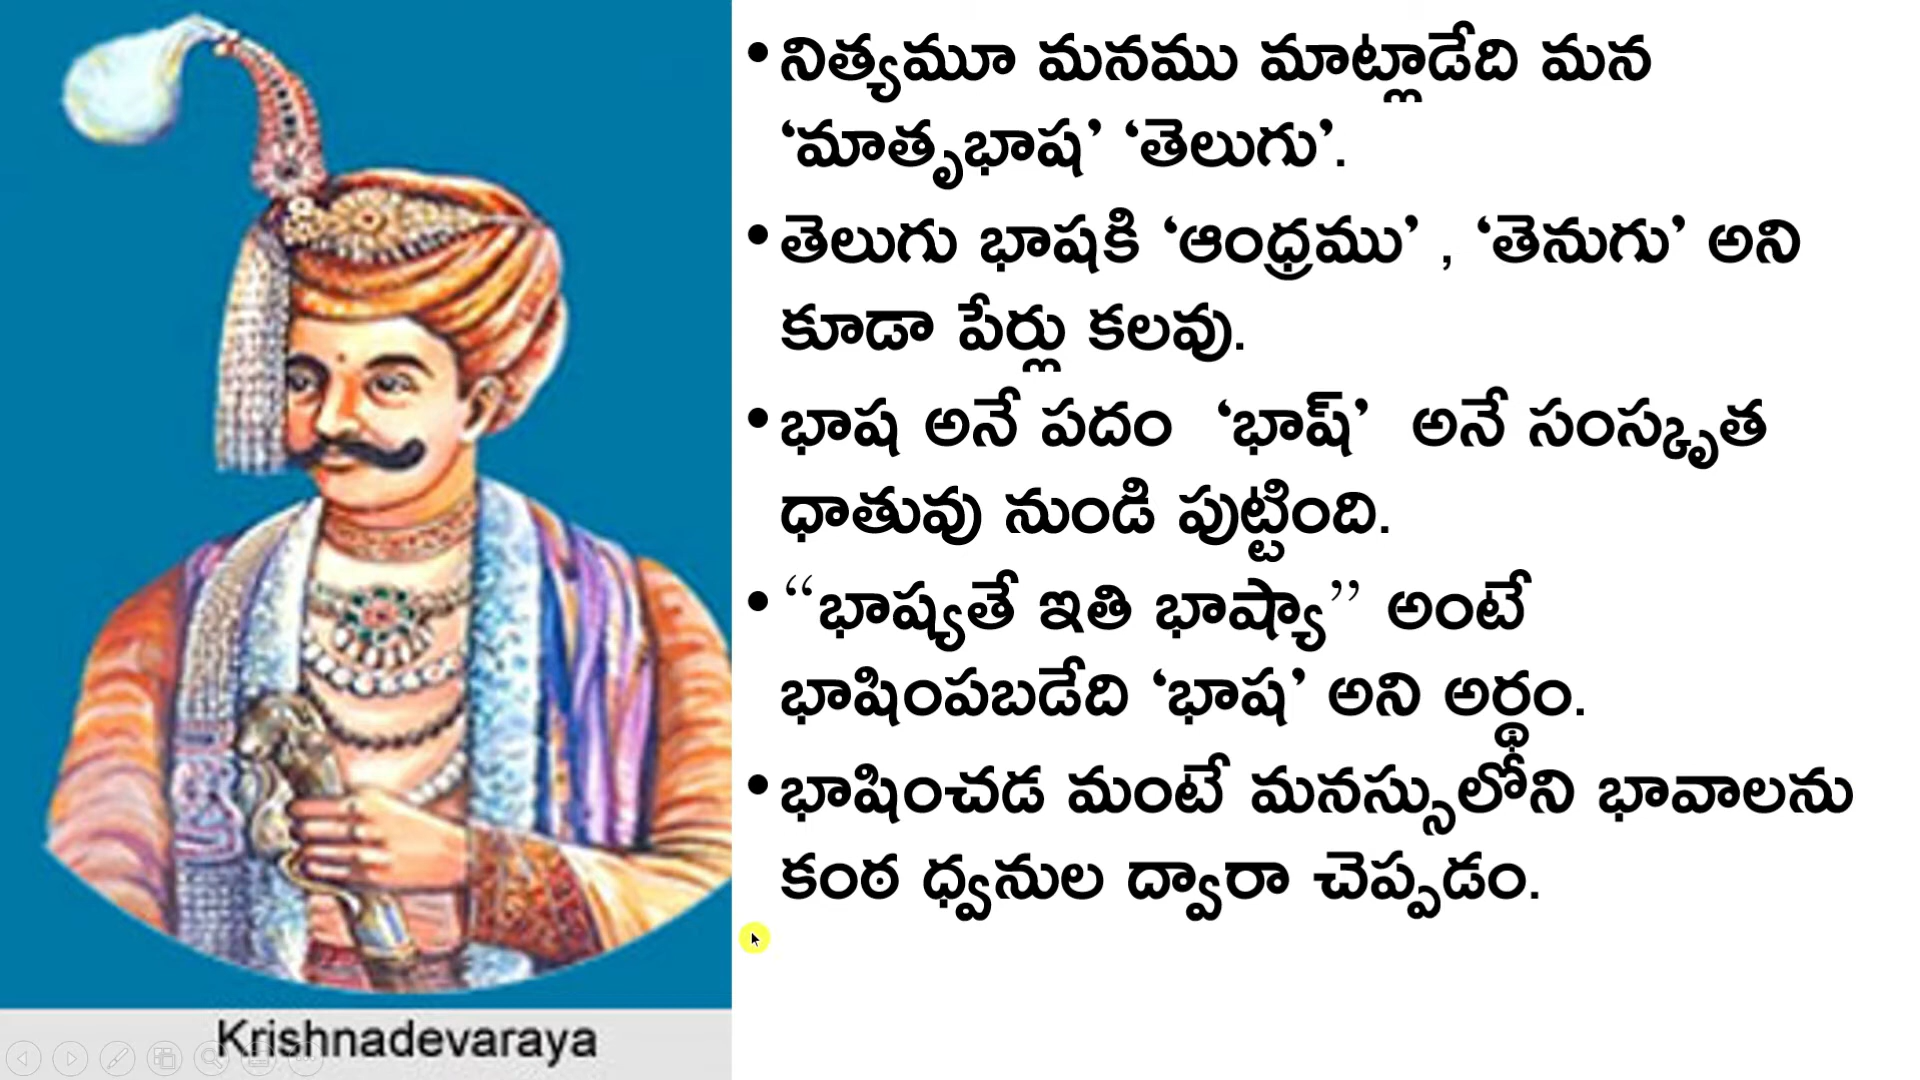 • నిత్యమూ మనము మాట్లాడేది మన
‘మాతృభాష’ ‘తెలుగు’.
• తెలుగు భాషకి ‘ఆంధ్రము’ , ‘తెనుగు’ అని
కూడా పేర్లు కలవు.
• భాష అనే పదం ‘భాష్’ అనే సంస్కృత
ధాతువు నుండి పుట్టింది.
• “భాష్యతే ఇతి భాష్యా” అంటే
భాషింపబడేది ‘భాష’ అని అర్థం.
• భాషించడ మంటే మనస్సులోని భావాలను
కంఠ ధ్వనుల ద్వారా చెప్పడం.
Krishnadevaraya